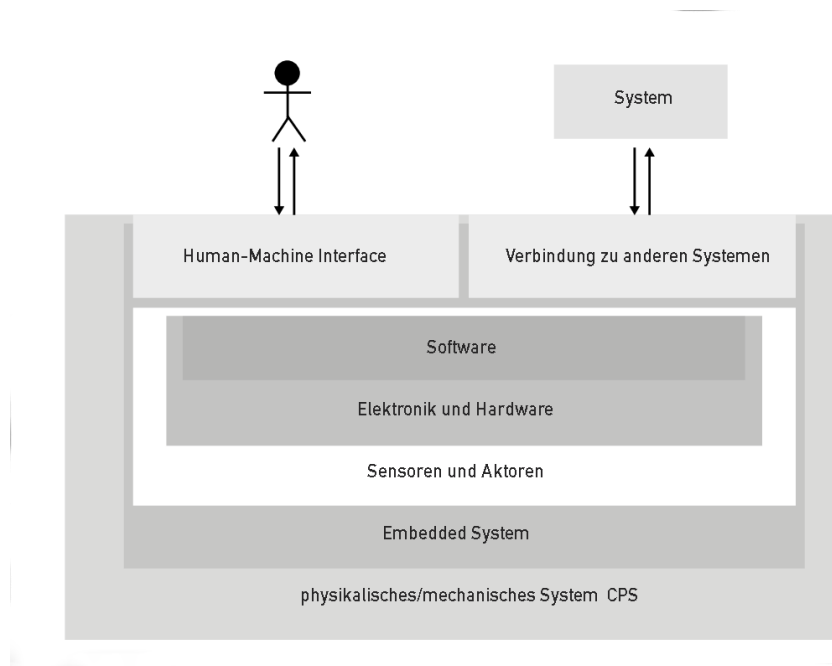 System
Human-Machine Interface
Verbindung zu anderen Systemen
Software
Elektronik und Hardware
Sensoren und Aktoren
Embedded System
physikalisches/mechanisches System CPS